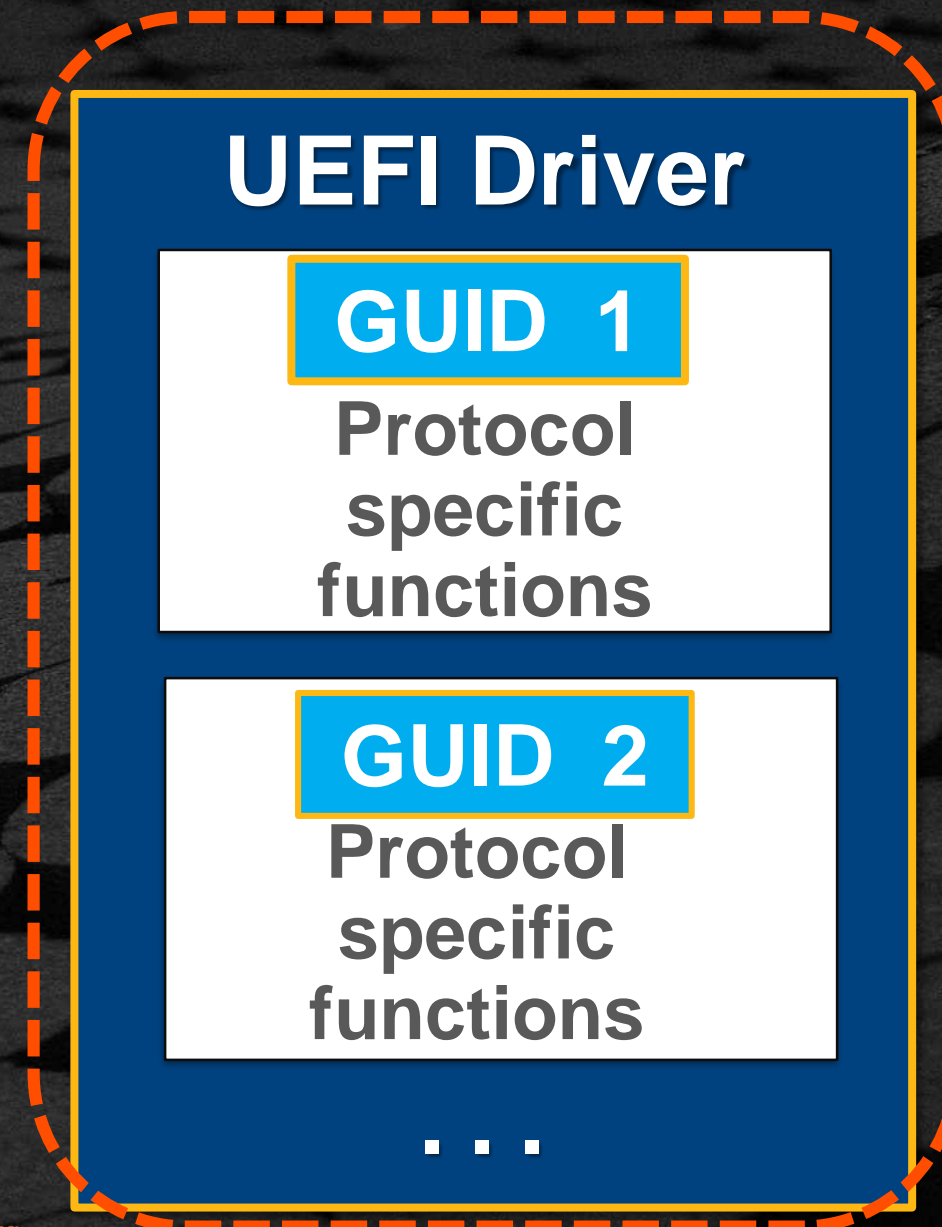 UEFI Driver
GUID 1
Protocol
specific
functions
GUID 2
Protocol
specific
functions
. . .